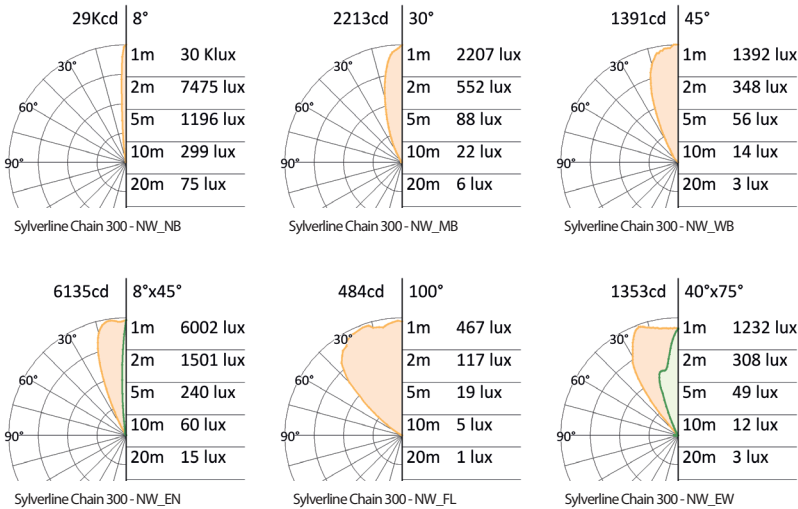 29Kcd 8°
30°
60°
90°
1m 30 Klux
2m 7475 lux
5m 1196 lux
10m 299 lux
20m 75 lux
Sylverline Chain 300 - NW_NB
2213cd 30°
30°
60°
90°
1m 2207 lux
2m 552 lux
5m 88 lux
10m 22 lux
20m 6 lux
Sylverline Chain 300 - NW_MB
1391cd 45°
30°
60°
90°
1m 1392 lux
2m 348 lux
5m 56 lux
10m 14 lux
20m 3 lux
Sylverline Chain 300 - NW_WB
6135cd 8°x45°
30°
60°
90°
1m 6002 lux
2m 1501 lux
5m 240 lux
10m 60 lux
20m 15 lux
Sylverline Chain 300 - NW_EN
484cd 100°
30°
60°
90°
1m 467 lux
2m 117 lux
5m 19 lux
10m 5 lux
20m 1 lux
Sylverline Chain 300 - NW_FL
1353cd 40°x75°
30°
60°
90°
1m 1232 lux
2m 308 lux
5m 49 lux
10m 12 lux
20m 3 lux
Sylverline Chain 300 - NW_EW